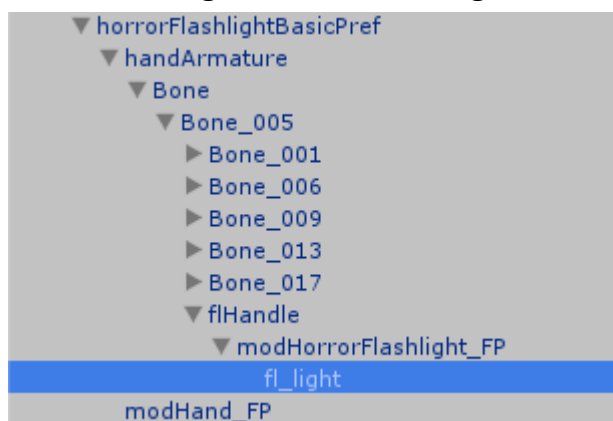 horrorFlashlightBasicPref
handArmature
Bone
Bone_005
Bone_001
Bone_006
Bone_009
Bone_013
Bone_017
flHandle
modHorrorFlashlight_FP
fl_light
modHand_FP